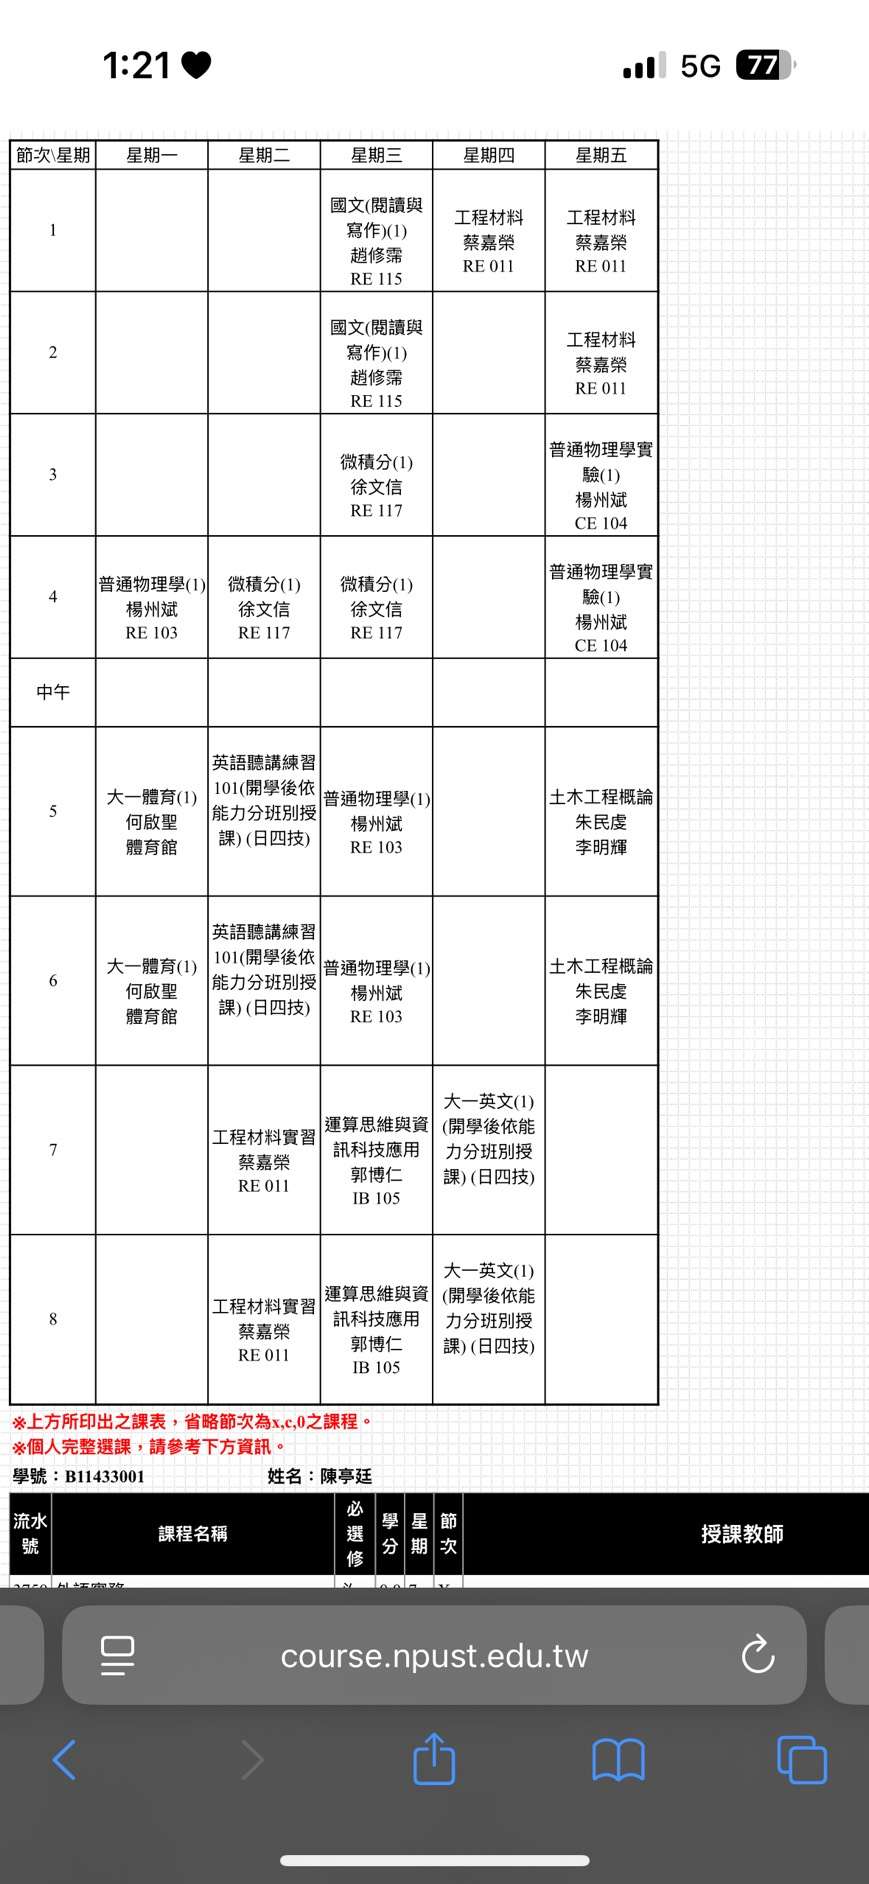 1:21
5G 77
節次\星期 星期一 星期二 星期三 星期四 星期五
1
國文(閱讀與
寫作)(1)
趙修霈
RE 115
工程材料
蔡嘉榮
RE 011
工程材料
蔡嘉榮
RE 011
2
國文(閱讀與
寫作)(1)
趙修霈
RE 115
工程材料
蔡嘉榮
RE 011
3
微積分(1)
徐文信
RE 117
普通物理學實
驗(1)
楊州斌
CE 104
4
普通物理學(1)
楊州斌
RE 103
微積分(1)
徐文信
RE 117
微積分(1)
徐文信
RE 117
普通物理學實
驗(1)
楊州斌
CE 104
中午
5
大一體育(1)
何啟聖
體育館
英語聽講練習
101(開學後依
能力分班別授
課) (日四技)
普通物理學(1)
楊州斌
RE 103
土木工程概論
朱民虔
李明輝
6
大一體育(1)
何啟聖
體育館
英語聽講練習
101(開學後依
能力分班別授
課) (日四技)
普通物理學(1)
楊州斌
RE 103
土木工程概論
朱民虔
李明輝
7
工程材料實習
蔡嘉榮
RE 011
運算思維與資
訊科技應用
郭博仁
IB 105
大一英文(1)
(開學後依能
力分班別授
課) (日四技)
8
工程材料實習
蔡嘉榮
RE 011
運算思維與資
訊科技應用
郭博仁
IB 105
大一英文(1)
(開學後依能
力分班別授
課) (日四技)
※上方所印出之課表，省略節次為x,c,0之課程。
※個人完整選課，請參考下方資訊。
學號：B11433001 姓名：陳亭廷
流水號 課程名稱 必選修 學分 星期 節次 授課教師
course.npust.edu.tw